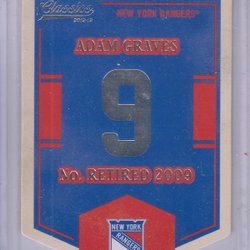 Classics
2012-13
NEW YORK RANGERS
ADAM GRAVES
9
No. RETIRED 2009
NEW YORK
RANGERS